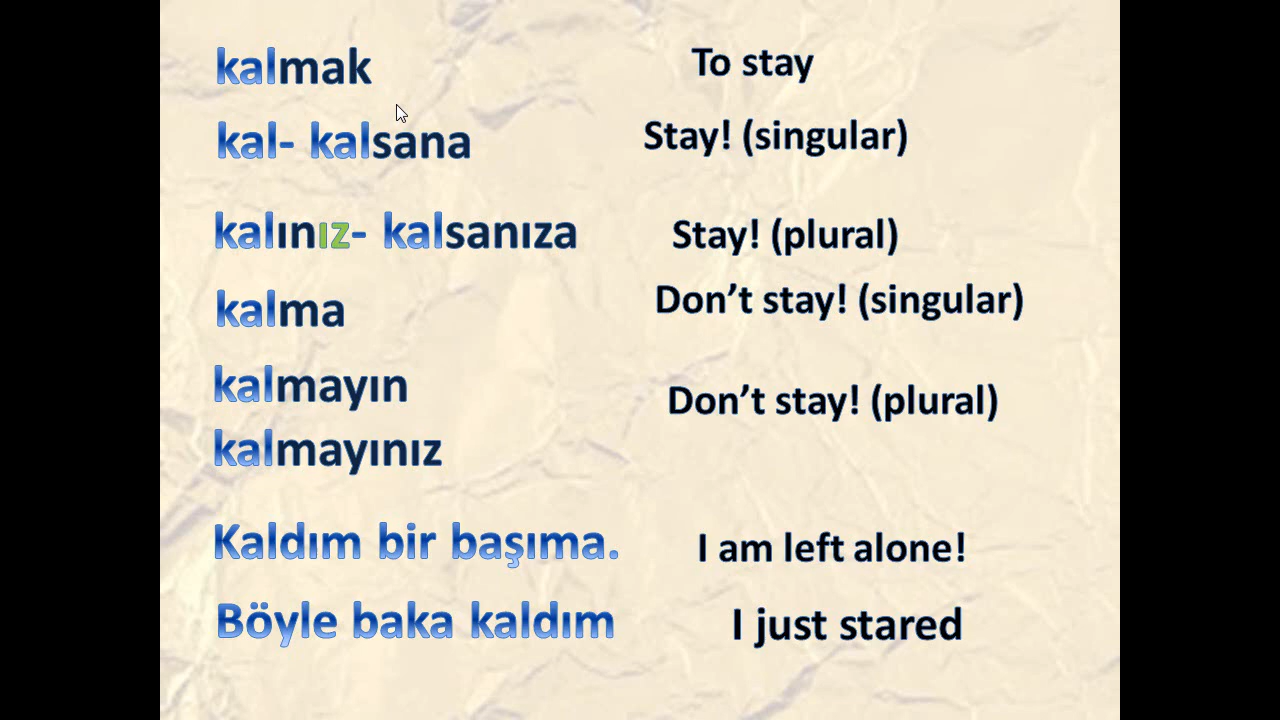 kalmak To stay
kal- kalsana Stay! (singular)
kalınız- kalsanıza Stay! (plural)
kalma Don’t stay! (singular)
kalmayın Don’t stay! (plural)
kalmayınız
Kaldım bir başıma. I am left alone!
Böyle baka kaldım I just stared